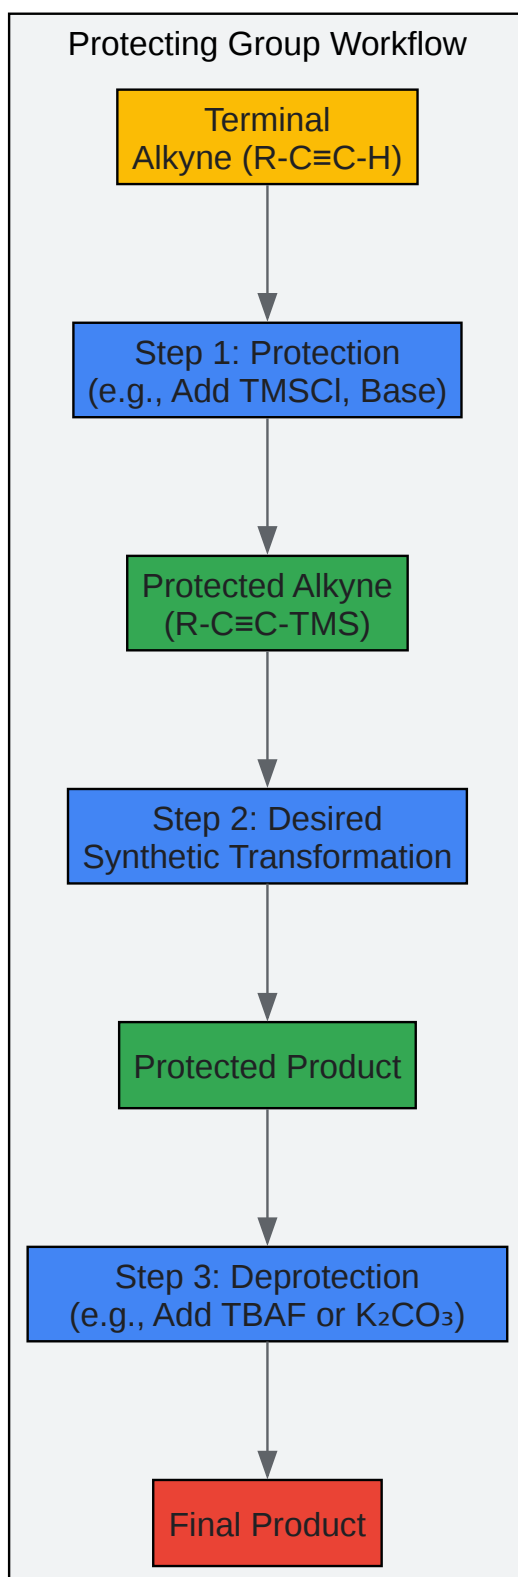 Protecting Group Workflow
Terminal
Alkyne (R-C≡C-H)
Step 1: Protection
(e.g., Add TMSCl, Base)
Protected Alkyne
(R-C≡C-TMS)
Step 2: Desired
Synthetic Transformation
Protected Product
Step 3: Deprotection
(e.g., Add TBAF or K₂CO₃)
Final Product